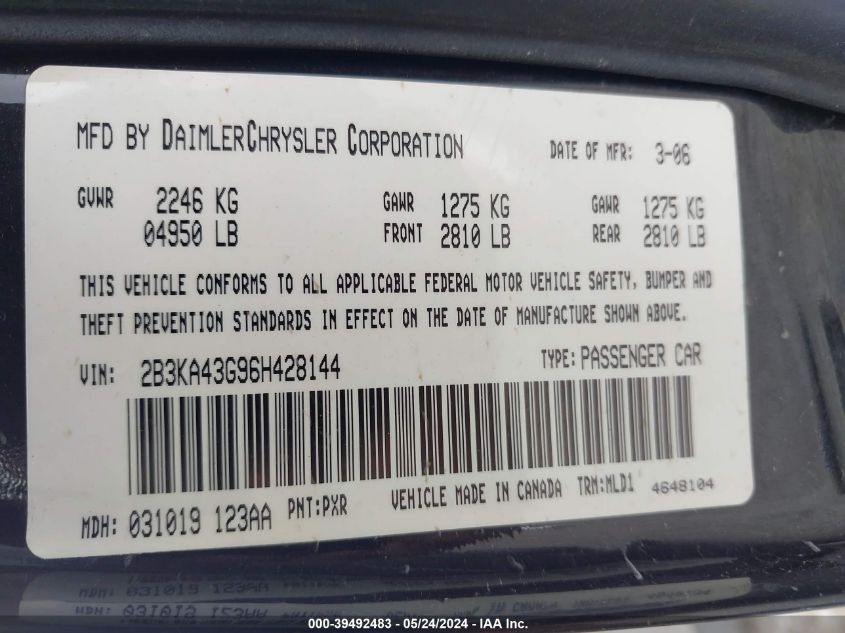 MFD BY DAIMLERCHRYSLER CORPORATION DATE OF MFR: 3-06
GVWR 2246 KG GAWR 1275 KG GAWR 1275 KG
04950 LB FRONT 2810 LB REAR 2810 LB
THIS VEHICLE CONFORMS TO ALL APPLICABLE FEDERAL MOTOR VEHICLE SAFETY, BUMPER AND
THEFT PREVENTION STANDARDS IN EFFECT ON THE DATE OF MANUFACTURE SHOWN ABOVE.
VIN: 2B3KA43G96H428144 TYPE: PASSENGER CAR
MDH: 031019 123AA PNT:PXR VEHICLE MADE IN CANADA TRM:MLD1 4648104
MDH: 031019 123AA
000-39492483 - 05/24/2024 - IAA Inc.